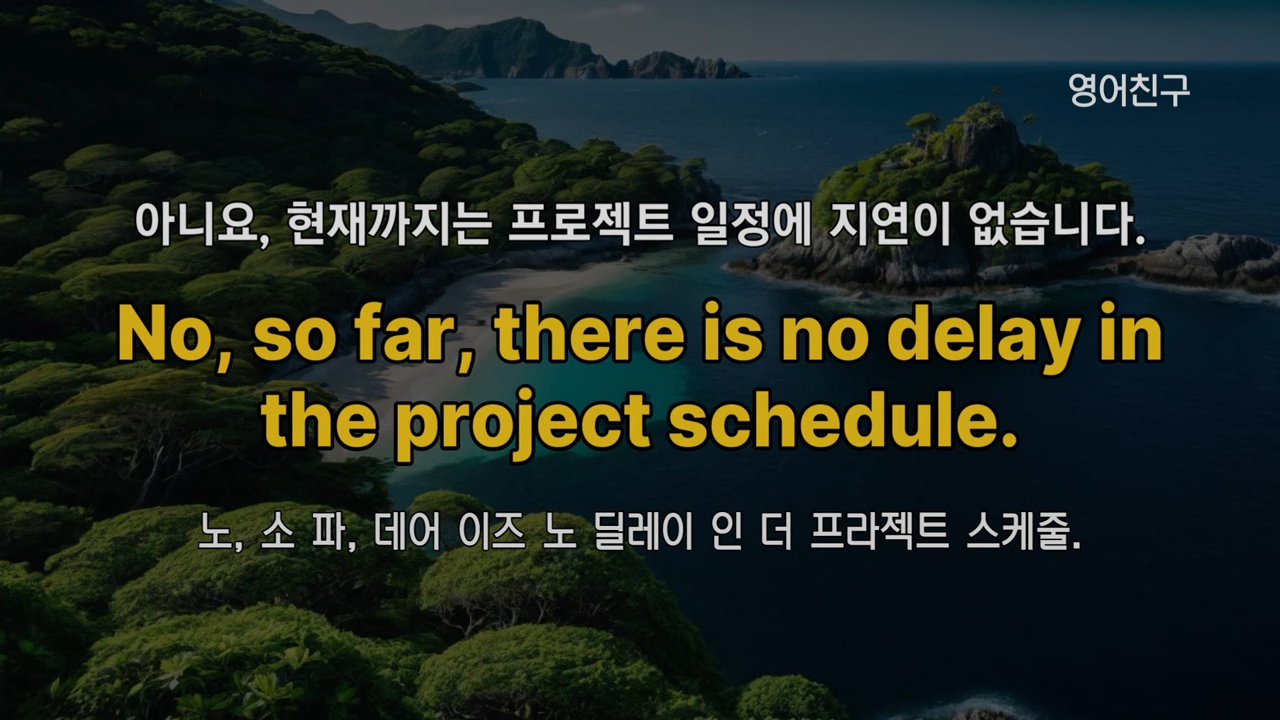 영어친구
아니요, 현재까지는 프로젝트 일정에 지연이 없습니다.
No, so far, there is no delay in
the project schedule.
노, 소 파, 데어 이즈 노 딜레이 인 더 프라젝트 스케줄.